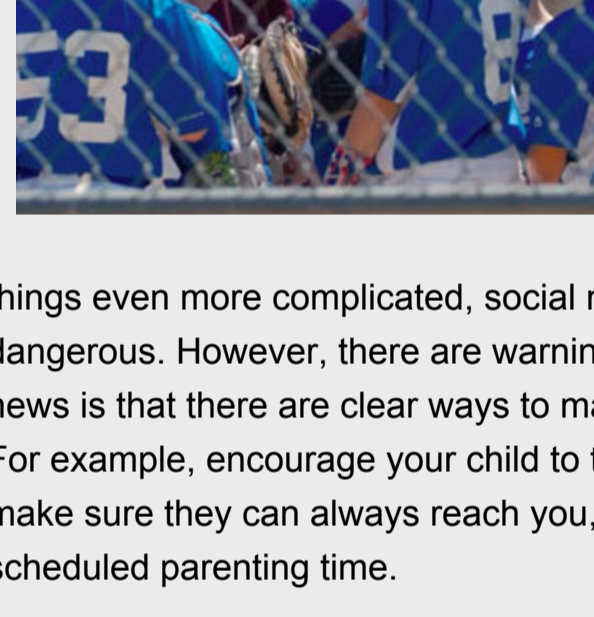 53
8
hings even more complicated, social
dangerous. However, there are warnin
news is that there are clear ways to ma
For example, encourage your child to t
make sure they can always reach you,
scheduled parenting time.